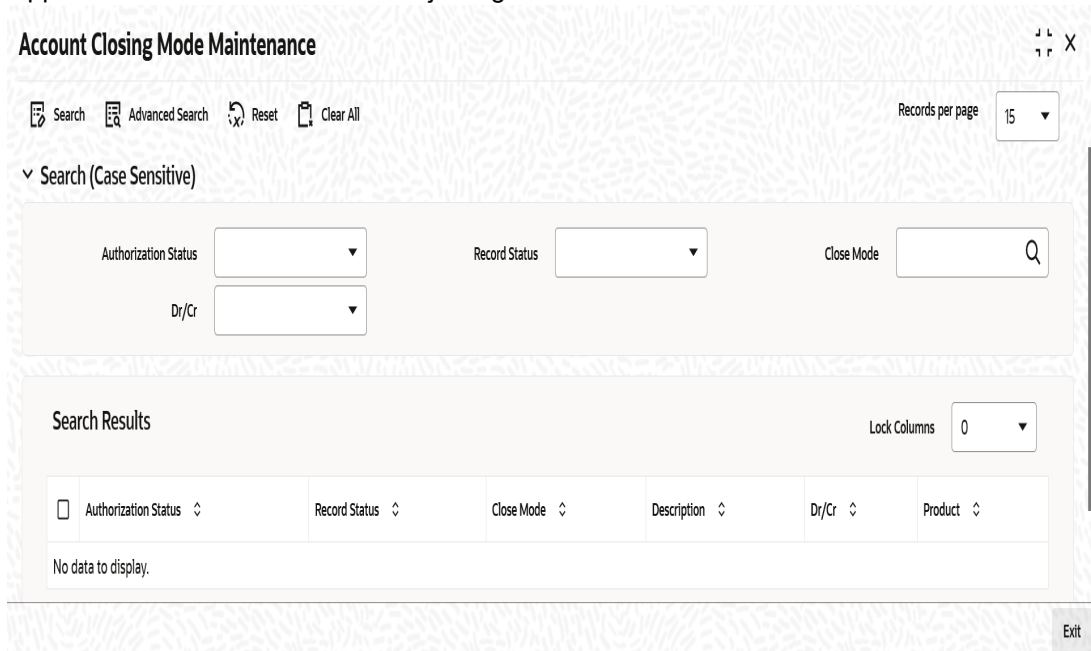 Account Closing Mode Maintenance
Search Advanced Search Reset Clear All Records per page 15
Search (Case Sensitive)
Authorization Status Record Status Close Mode
Dr/Cr
Search Results Lock Columns 0
Authorization Status Record Status Close Mode Description Dr/Cr Product
No data to display.
Exit